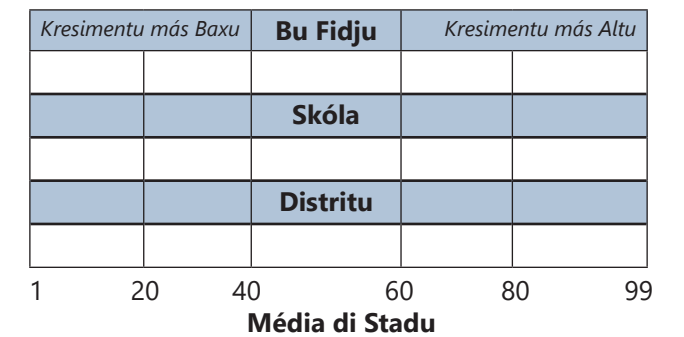 Kresimentu más Baxu Bu Fidju Kresimentu más Altu
Skóla
Distritu
1 20 40 60 80 99
Média di Stadu